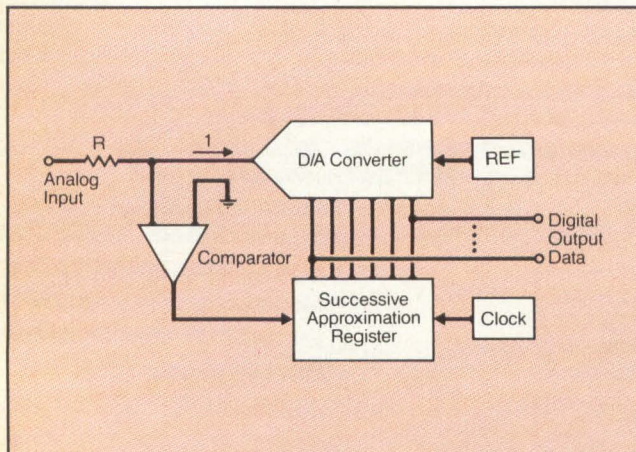 R
1
D/A Converter
REF
Analog
Input
Digital
Output
Data
Comparator
Successive
Approximation
Register
Clock